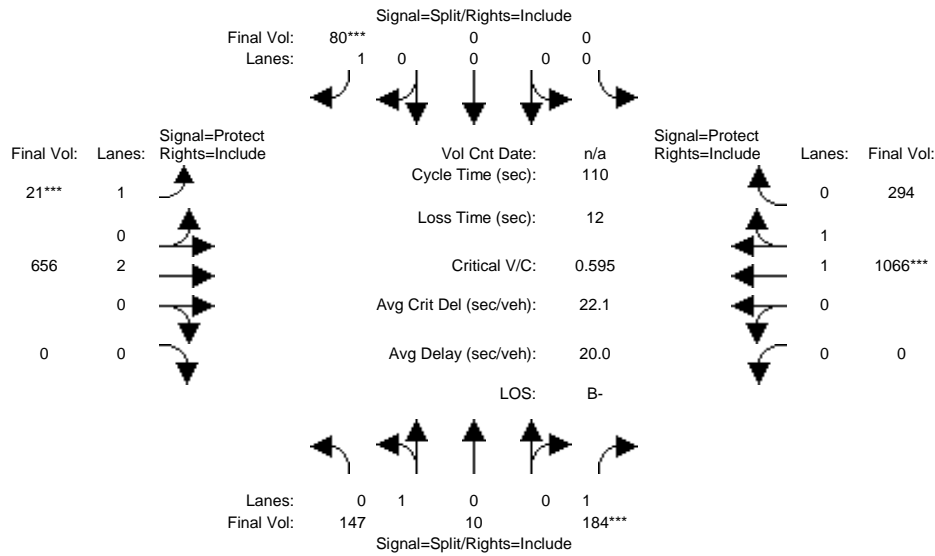 Signal=Split/Rights=Include
Final Vol: 80*** 0 0
Lanes: 1 0 0 0 0
Signal=Protect
Final Vol: Lanes: Rights=Include
Vol Cnt Date: n/a
Signal=Protect
Rights=Include Lanes: Final Vol:
Cycle Time (sec): 110
21*** 1
0 294
Loss Time (sec): 12
0
1
656 2
Critical V/C: 0.595
1 1066***
0
Avg Crit Del (sec/veh): 22.1
0
0 0
Avg Delay (sec/veh): 20.0
0 0
LOS: B-
Lanes: 0 1 0 0 1
Final Vol: 147 10 184***
Signal=Split/Rights=Include